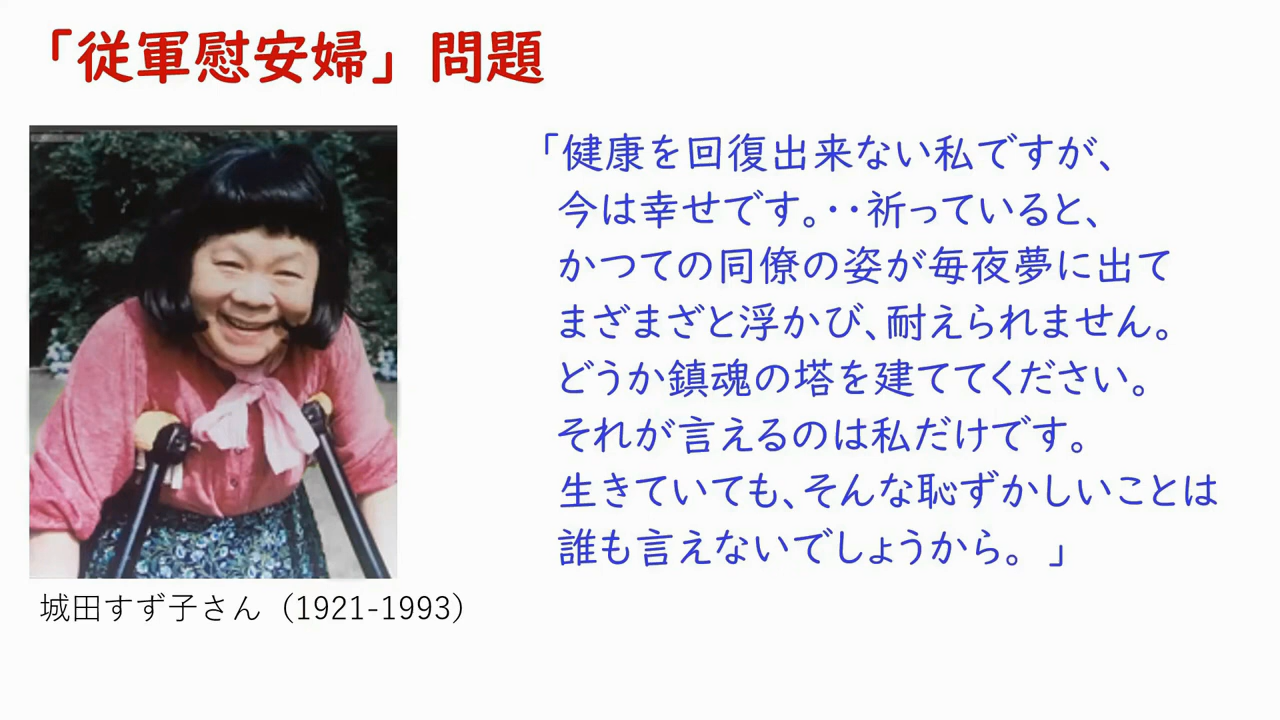 「従軍慰安婦」問題
「健康を回復出来ない私ですが、
今は幸せです。・・祈っていると、
かつての同僚の姿が毎夜夢に出て
まざまざと浮かび、耐えられません。
どうか鎮魂の塔を建ててください。
それが言えるのは私だけです。
生きていても、そんな恥ずかしいことは
誰も言えないでしょうから。」
城田すず子さん（1921-1993）